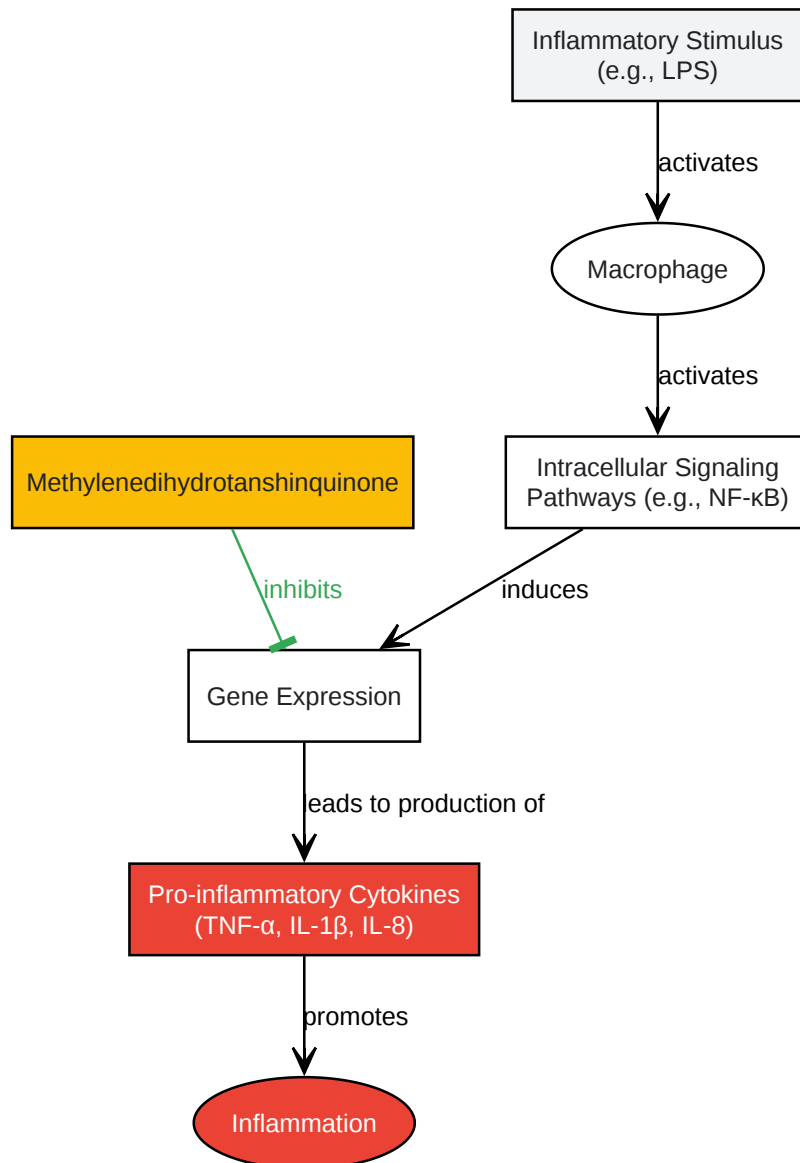 Inflammatory Stimulus
(e.g., LPS)
activates
Macrophage
activates
Methylenedihydrotanshinquinone
Intracellular Signaling
Pathways (e.g., NF-κB)
inhibits
induces
Gene Expression
leads to production of
Pro-inflammatory Cytokines
(TNF-α, IL-1β, IL-8)
promotes
Inflammation